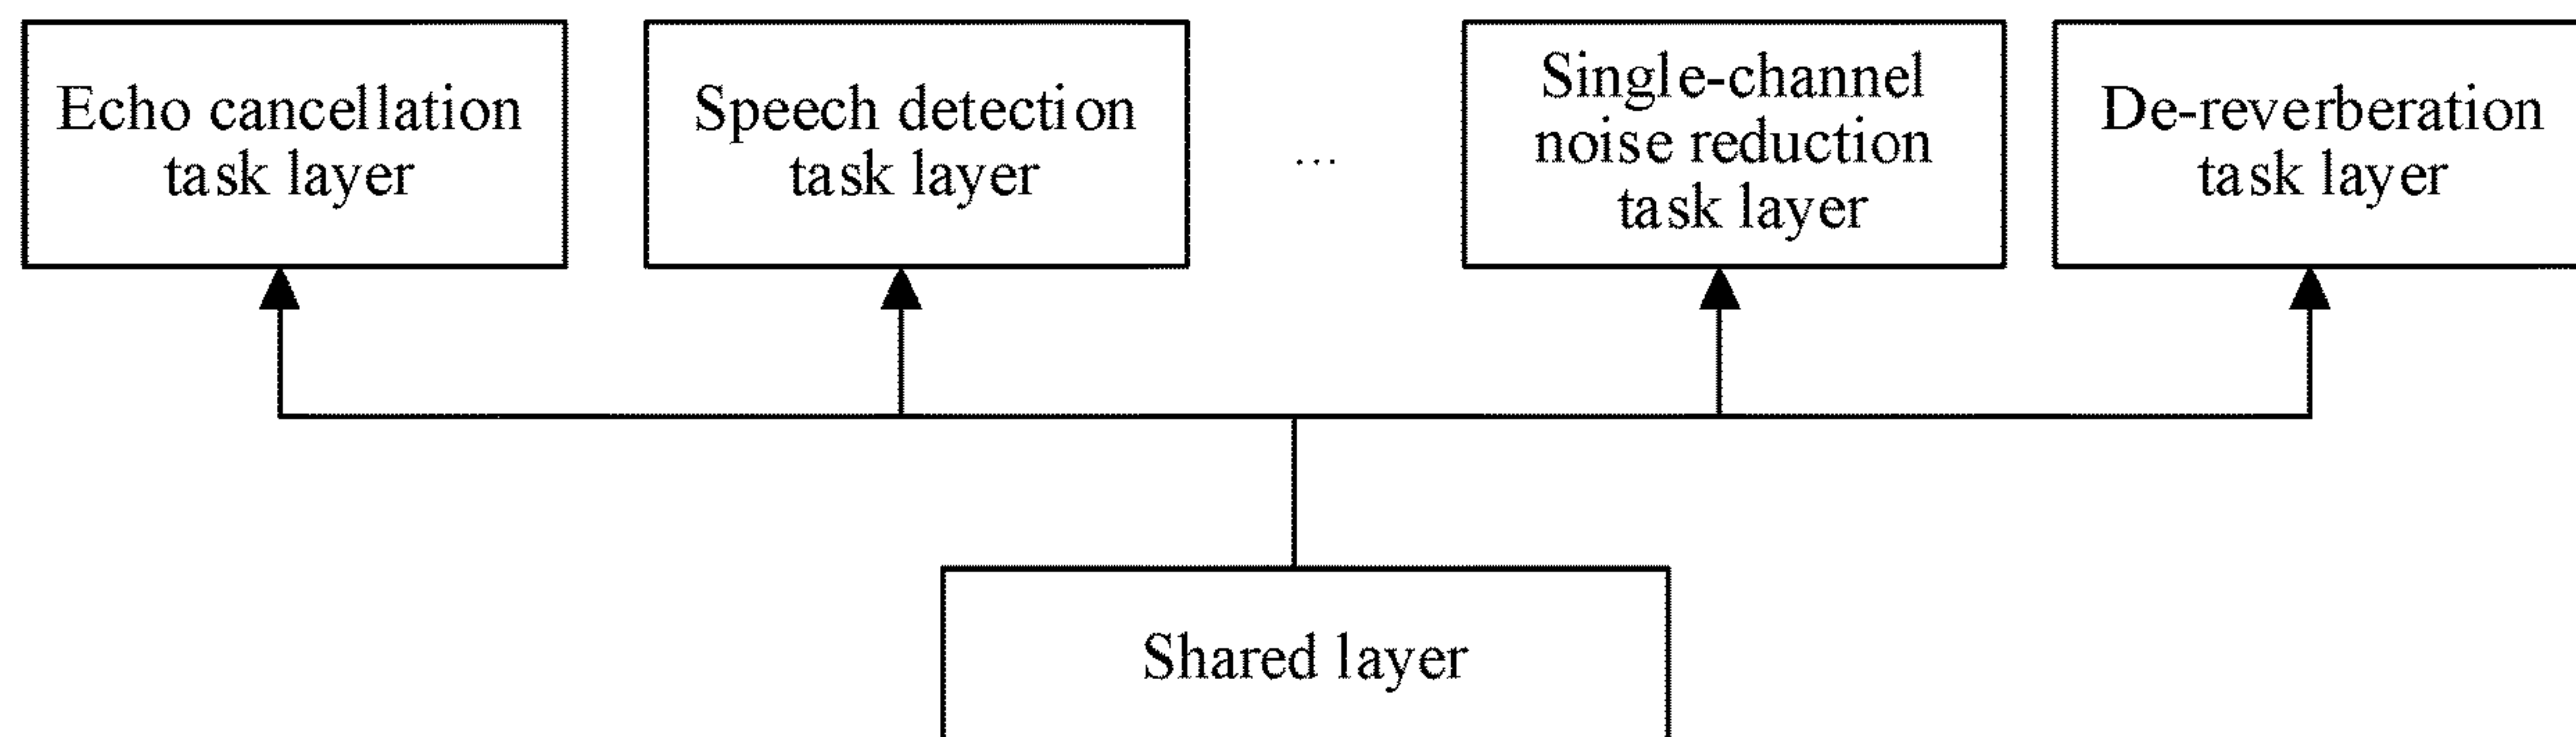 Echo cancellation
task layer
Speech detection
task layer
...
Single-channel
noise reduction
task layer
De-reverberation
task layer
Shared layer